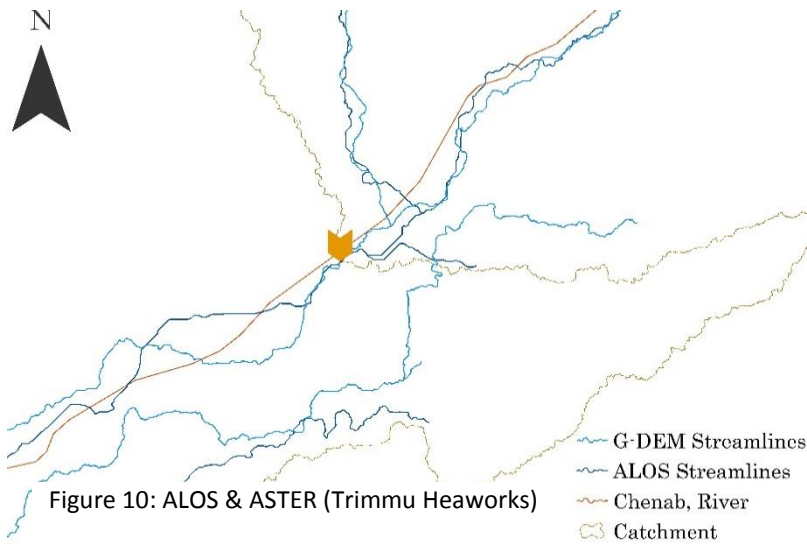 N
G-DEM Streamlines
ALOS Streamlines
Chenab, River
Catchment
Figure 10: ALOS & ASTER (Trimmu Heaworks)